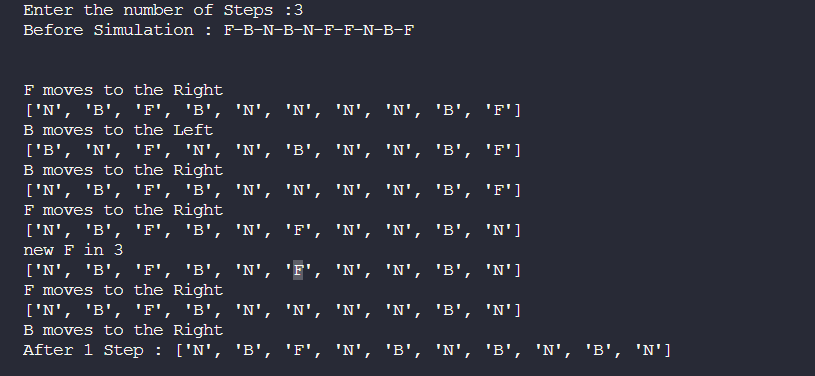 Enter the number of Steps :3
Before Simulation : F-B-N-B-N-F-F-N-B-F
F moves to the Right
['N', 'B', 'F', 'B', 'N', 'N', 'N', 'N', 'B', 'F']
B moves to the Left
['B', 'N', 'F', 'N', 'N', 'B', 'N', 'N', 'B', 'F']
B moves to the Right
['N', 'B', 'F', 'B', 'N', 'N', 'N', 'N', 'B', 'F']
F moves to the Right
['N', 'B', 'F', 'B', 'N', 'F', 'N', 'N', 'B', 'N']
new F in 3
['N', 'B', 'F', 'B', 'N', 'F', 'N', 'N', 'B', 'N']
F moves to the Right
['N', 'B', 'F', 'B', 'N', 'N', 'N', 'N', 'B', 'N']
B moves to the Right
After 1 Step : ['N', 'B', 'F', 'N', 'B', 'N', 'B', 'N', 'B', 'N']